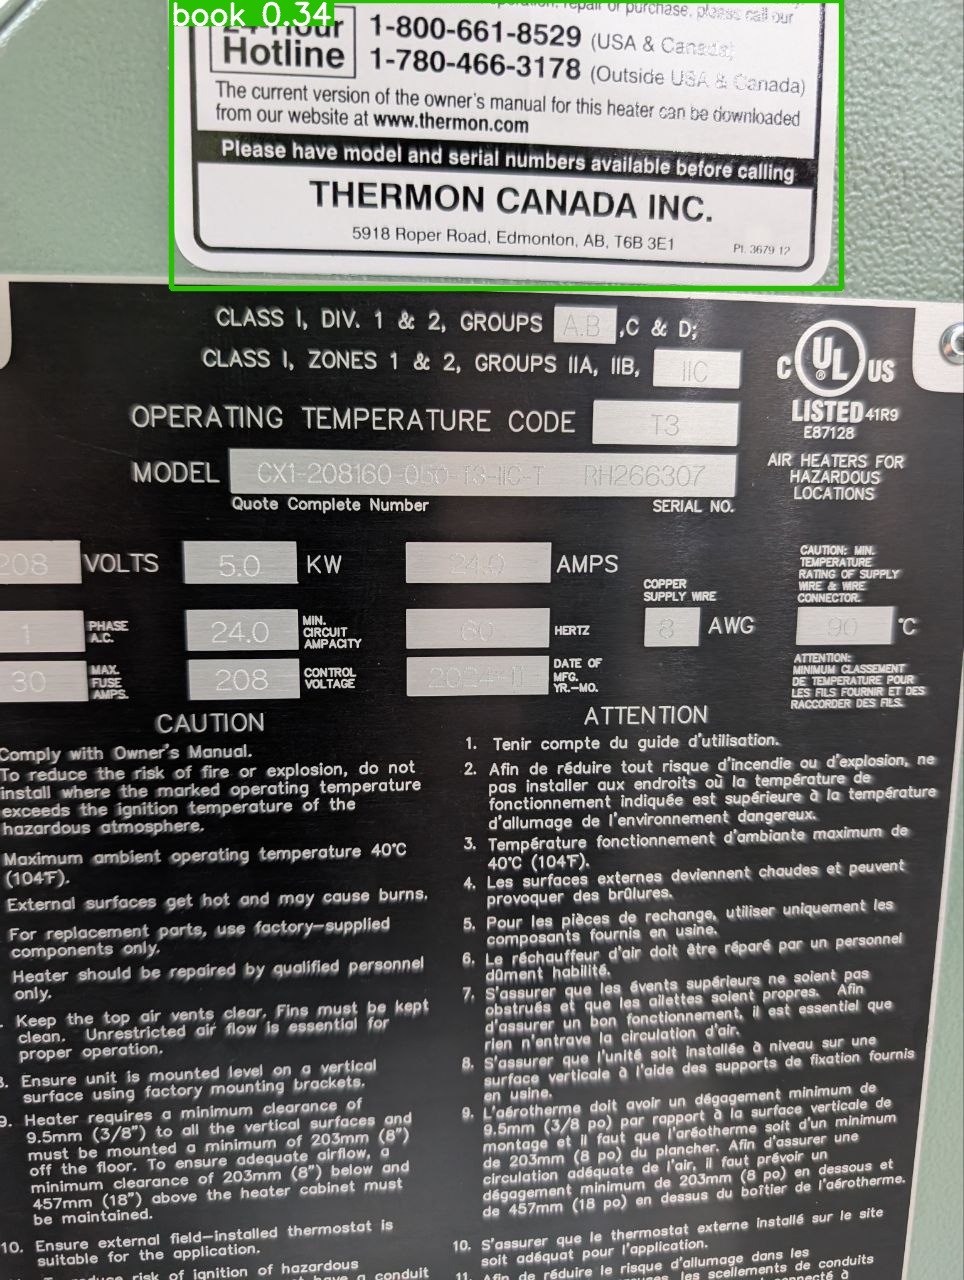 book 0.34
repair or purchase, please call our
24-Hour
Hotline
1-800-661-8529 (USA & Canada)
1-780-466-3178 (Outside USA & Canada)
The current version of the owner's manual for this heater can be downloaded
from our website at www.thermon.com
Please have model and serial numbers available before calling
THERMON CANADA INC.
5918 Roper Road, Edmonton, AB, T6B 3E1
Pt. 3679 12
CLASS I, DIV. 1 & 2, GROUPS A.B ,C & D;
CLASS I, ZONES 1 & 2, GROUPS IIA, IIB, IIC
C UL ® US
LISTED 41R9
E87128
OPERATING TEMPERATURE CODE T3
MODEL CX1-208160-050-T3-IIC-T RH266307
Quote Complete Number SERIAL NO.
AIR HEATERS FOR
HAZARDOUS
LOCATIONS
208 VOLTS 5.0 KW 24.0 AMPS
COPPER
SUPPLY WIRE
8 AWG
CAUTION: MIN.
TEMPERATURE
RATING OF SUPPLY
WIRE & WIRE
CONNECTOR.
90 °C
ATTENTION:
MINIMUM CLASSEMENT
DE TEMPERATURE POUR
LES FILS FOURNIR ET DES
RACCORDER DES FILS.
1 PHASE
A.C.
24.0 MIN.
CIRCUIT
AMPACITY
60 HERTZ
30 MAX.
FUSE
AMPS.
208 CONTROL
VOLTAGE
2024-11 DATE OF
MFG.
YR.-MO.
CAUTION
Comply with Owner's Manual.
To reduce the risk of fire or explosion, do not
install where the marked operating temperature
exceeds the ignition temperature of the
hazardous atmosphere.
Maximum ambient operating temperature 40°C
(104°F).
External surfaces get hot and may cause burns.
For replacement parts, use factory-supplied
components only.
Heater should be repaired by qualified personnel
only.
Keep the top air vents clear. Fins must be kept
clean. Unrestricted air flow is essential for
proper operation.
8. Ensure unit is mounted level on a vertical
surface using factory mounting brackets.
9. Heater requires a minimum clearance of
9.5mm (3/8") to all the vertical surfaces and
must be mounted a minimum of 203mm (8")
off the floor. To ensure adequate airflow, a
minimum clearance of 203mm (8") below and
457mm (18") above the heater cabinet must
be maintained.
10. Ensure external field-installed thermostat is
suitable for the application.
risk of ignition of hazardous
a conduit
ATTENTION
1. Tenir compte du guide d'utilisation.
2. Afin de réduire tout risque d'incendie ou d'explosion, ne
pas installer aux endroits où la température de
fonctionnement indiquée est supérieure à la température
d'allumage de l'environnement dangereux.
3. Température fonctionnement d'ambiante maximum de
40°C (104°F).
4. Les surfaces externes deviennent chaudes et peuvent
provoquer des brûlures.
5. Pour les pièces de rechange, utiliser uniquement les
composants fournis en usine.
6. Le réchauffeur d'air doit être réparé par un personnel
dûment habilité.
7. S'assurer que les évents supérieurs ne soient pas
obstrués et que les ailettes soient propres. Afin
d'assurer un bon fonctionnement, il est essentiel que
rien n'entrave la circulation d'air.
8. S'assurer que l'unité soit installée à niveau sur une
surface verticale à l'aide des supports de fixation fournis
en usine.
9. L'aérotherme doit avoir un dégagement minimum de
9.5mm (3/8 po) par rapport à la surface verticale de
montage et il faut que l'aréotherme soit d'un minimum
de 203mm (8 po) du plancher. Afin d'assurer une
circulation adéquate de l'air, il faut prévoir un
dégagement minimum de 203mm (8 po) en dessous et
de 457mm (18 po) en dessus du boîtier de l'aérotherme.
10. S'assurer que le thermostat externe installé sur le site
soit adéquat pour l'application.
11. Afin de réduire le risque d'allumage dans les
les scellements de conduits